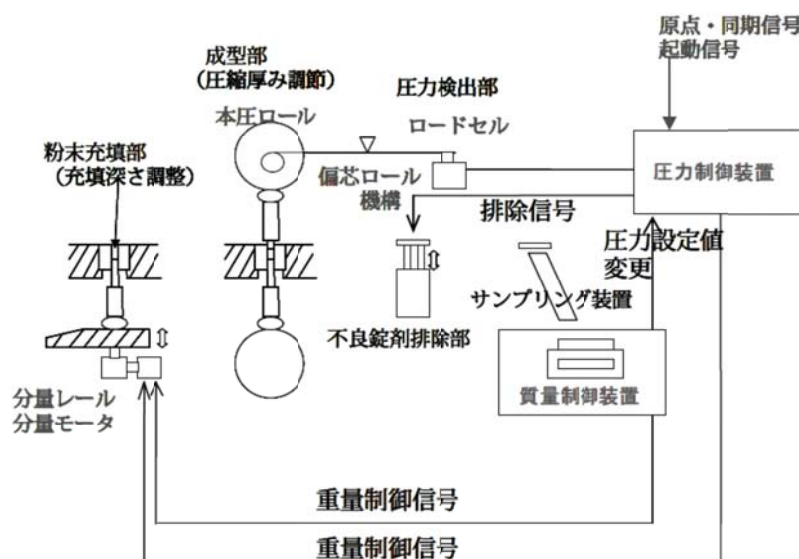 原点・同期信号
起動信号
成型部
(圧縮厚み調節)
本圧ロール
圧力検出部
ロードセル
粉末充填部
(充填深さ調整)
偏芯ロール
機構
圧力制御装置
排除信号
圧力設定値
変更
サンプリング装置
不良錠剤排除部
質量制御装置
分量レール
分量モータ
重量制御信号
重量制御信号